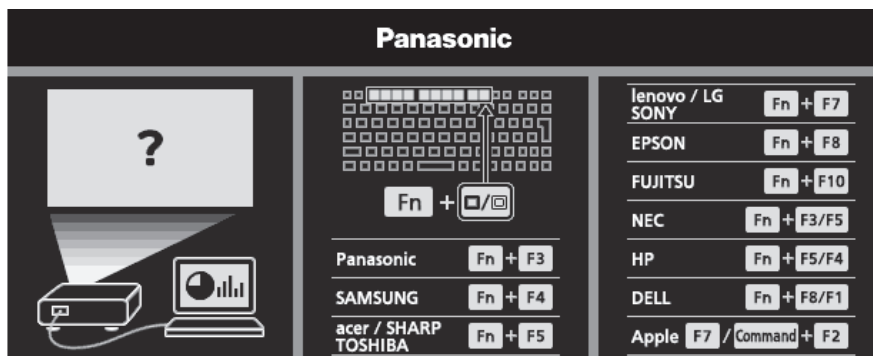 Panasonic
?
Fn +
Panasonic Fn + F3
SAMSUNG Fn + F4
acer / SHARP
TOSHIBA Fn + F5
lenovo / LG
SONY Fn + F7
EPSON Fn + F8
FUJITSU Fn + F10
NEC Fn + F3/F5
HP Fn + F5/F4
DELL Fn + F8/F1
Apple F7 / Command + F2